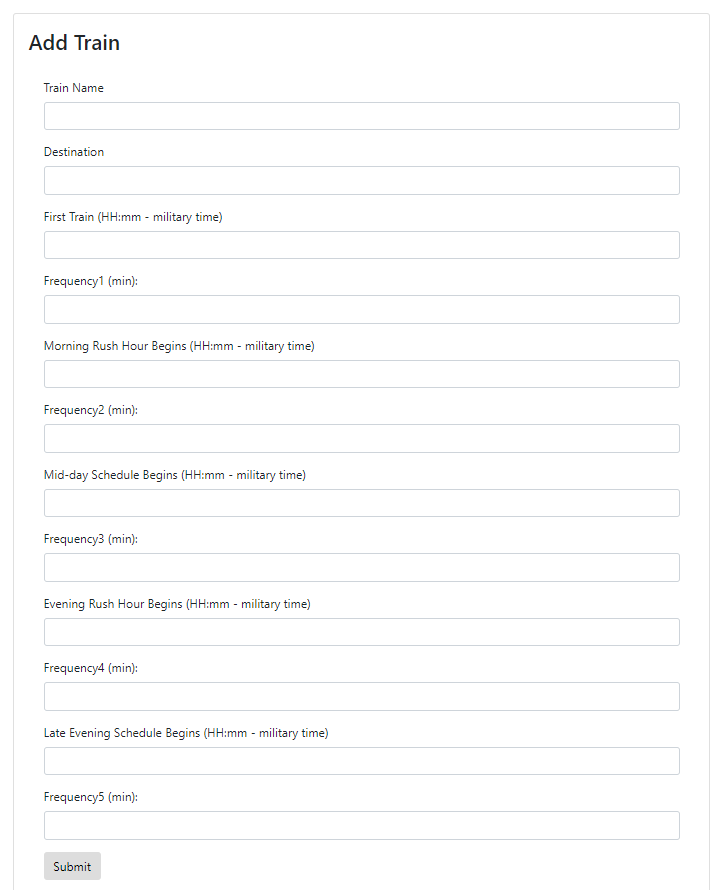 Add Train
Train Name
Destination
First Train (HH:mm - military time)
Frequency1 (min):
Morning Rush Hour Begins (HH:mm - military time)
Frequency2 (min):
Mid-day Schedule Begins (HH:mm - military time)
Frequency3 (min):
Evening Rush Hour Begins (HH:mm - military time)
Frequency4 (min):
Late Evening Schedule Begins (HH:mm - military time)
Frequency5 (min):
Submit